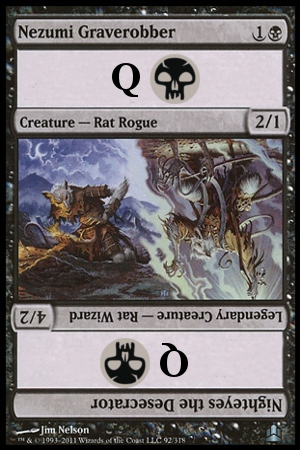 Nezumi Graverobber 1
Q
Creature — Rat Rogue 2/1
Legendary Creature — Rat Wizard 4/2
Q
Nighteyes the Desecrator
Jim Nelson
™ & © 1993–2011 Wizards of the Coast LLC 92/318